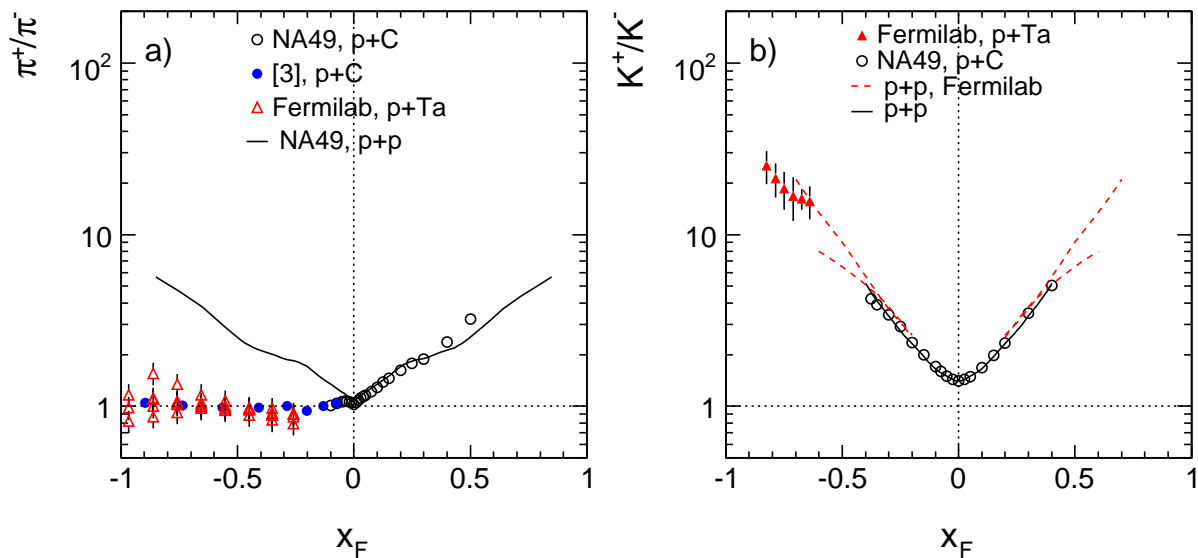 π⁺/π⁻
a)
NA49, p+C
[3], p+C
Fermilab, p+Ta
NA49, p+p
10²
10
1
-1 -0.5 0 0.5 1
x_F
K⁺/K⁻
b)
Fermilab, p+Ta
NA49, p+C
p+p, Fermilab
p+p
10²
10
1
-1 -0.5 0 0.5 1
x_F